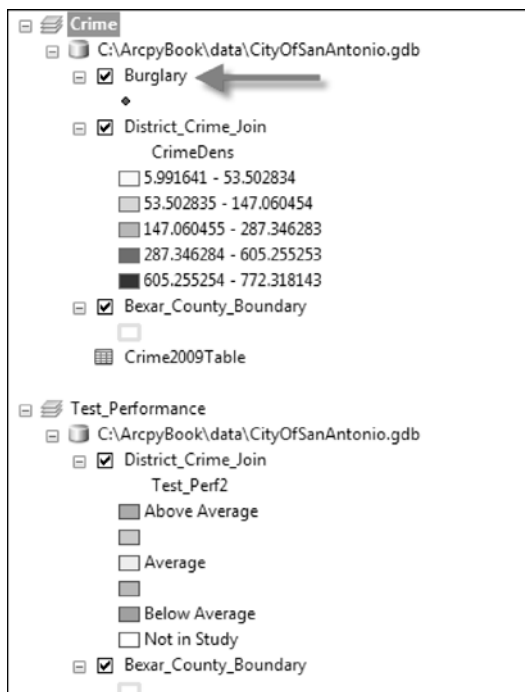 Crime
C:\ArcpyBook\data\CityOfSanAntonio.gdb
Burglary
District_Crime_Join
CrimeDens
5.991641 - 53.502834
53.502835 - 147.060454
147.060455 - 287.346283
287.346284 - 605.255253
605.255254 - 772.318143
Bexar_County_Boundary
Crime2009Table
Test_Performance
C:\ArcpyBook\data\CityOfSanAntonio.gdb
District_Crime_Join
Test_Perf2
Above Average
Average
Below Average
Not in Study
Bexar_County_Boundary